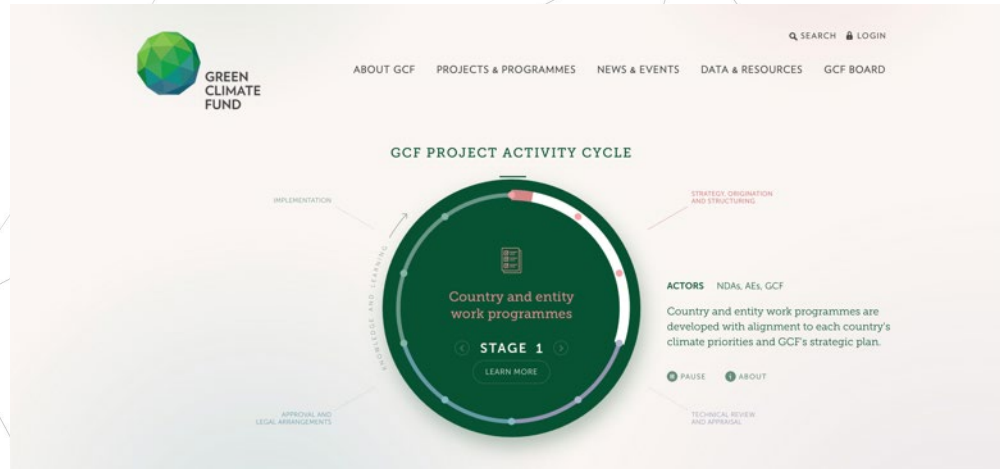 SEARCH LOGIN
GREEN
CLIMATE
FUND
ABOUT GCF PROJECTS & PROGRAMMES NEWS & EVENTS DATA & RESOURCES GCF BOARD
GCF PROJECT ACTIVITY CYCLE
IMPLEMENTATION
STRATEGY, ORIGINATION
AND STRUCTURING
KNOWLEDGE AND LEARNING
Country and entity
work programmes
STAGE 1
LEARN MORE
ACTORS NDAs, AEs, GCF
Country and entity work programmes are
developed with alignment to each country's
climate priorities and GCF's strategic plan.
PAUSE ABOUT
APPROVAL AND
LEGAL ARRANGEMENTS
TECHNICAL REVIEW
AND APPRAISAL